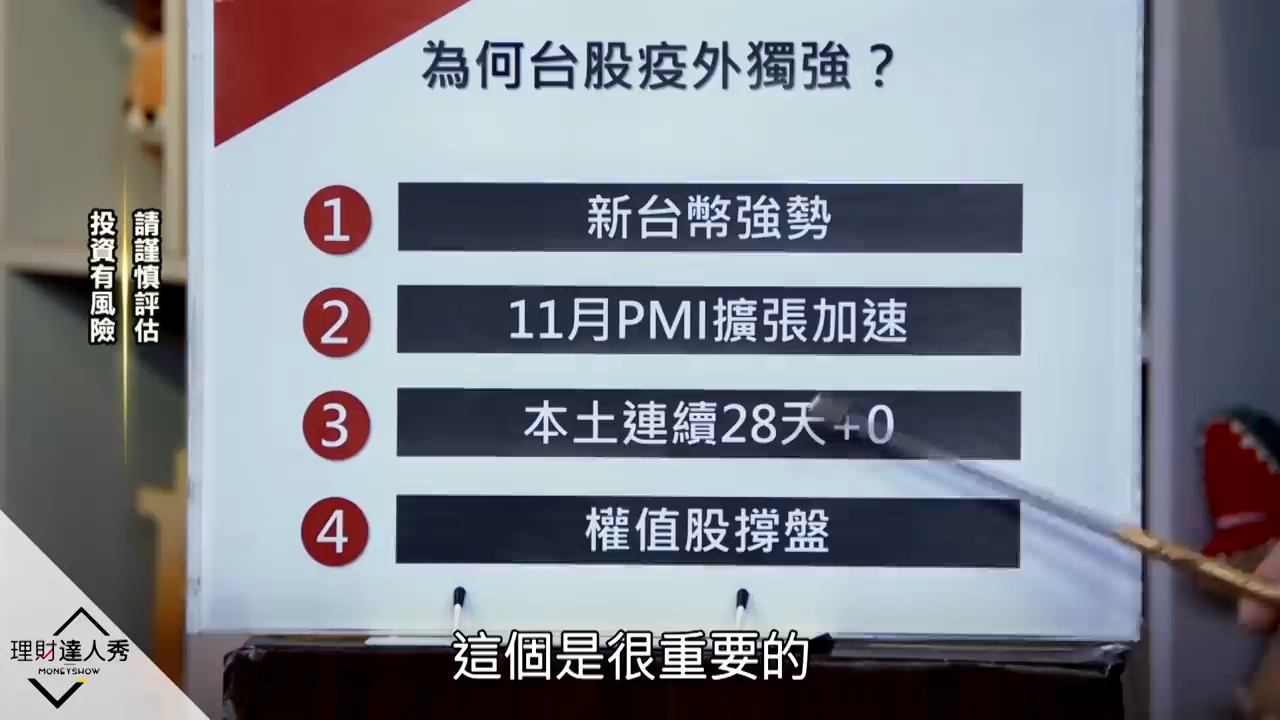 為何台股疫外獨強？
1 新台幣強勢
2 11月PMI擴張加速
3 本土連續28天+0
4 權值股撐盤
請謹慎評估
投資有風險
理財達人秀
MONEYSHOW
這個是很重要的